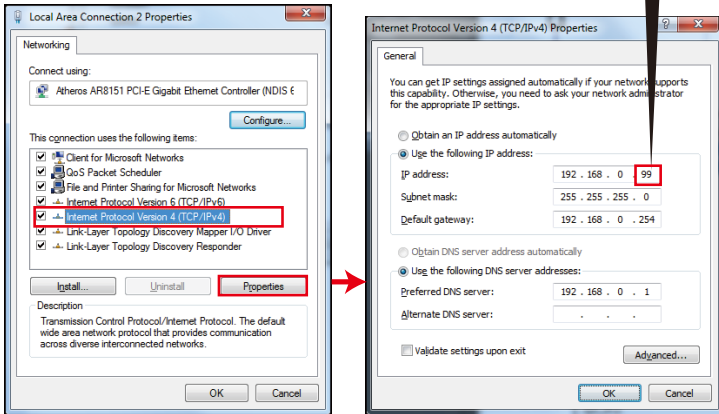 Local Area Connection 2 Properties
Networking
Connect using:
Atheros AR8151 PCI-E Gigabit Ethernet Controller (NDIS 6
Configure...
This connection uses the following items:
Client for Microsoft Networks
QoS Packet Scheduler
File and Printer Sharing for Microsoft Networks
Internet Protocol Version 6 (TCP/IPv6)
Internet Protocol Version 4 (TCP/IPv4)
Link-Layer Topology Discovery Mapper I/O Driver
Link-Layer Topology Discovery Responder
Install...
Uninstall
Properties
Description
Transmission Control Protocol/Internet Protocol. The default
wide area network protocol that provides communication
across diverse interconnected networks.
OK
Cancel
Internet Protocol Version 4 (TCP/IPv4) Properties
General
You can get IP settings assigned automatically if your network supports
this capability. Otherwise, you need to ask your network administrator
for the appropriate IP settings.
Obtain an IP address automatically
Use the following IP address:
IP address: 192 . 168 . 0 . 99
Subnet mask: 255 . 255 . 255 . 0
Default gateway: 192 . 168 . 0 . 254
Obtain DNS server address automatically
Use the following DNS server addresses:
Preferred DNS server: 192 . 168 . 0 . 1
Alternate DNS server: . . .
Validate settings upon exit
Advanced...
OK
Cancel